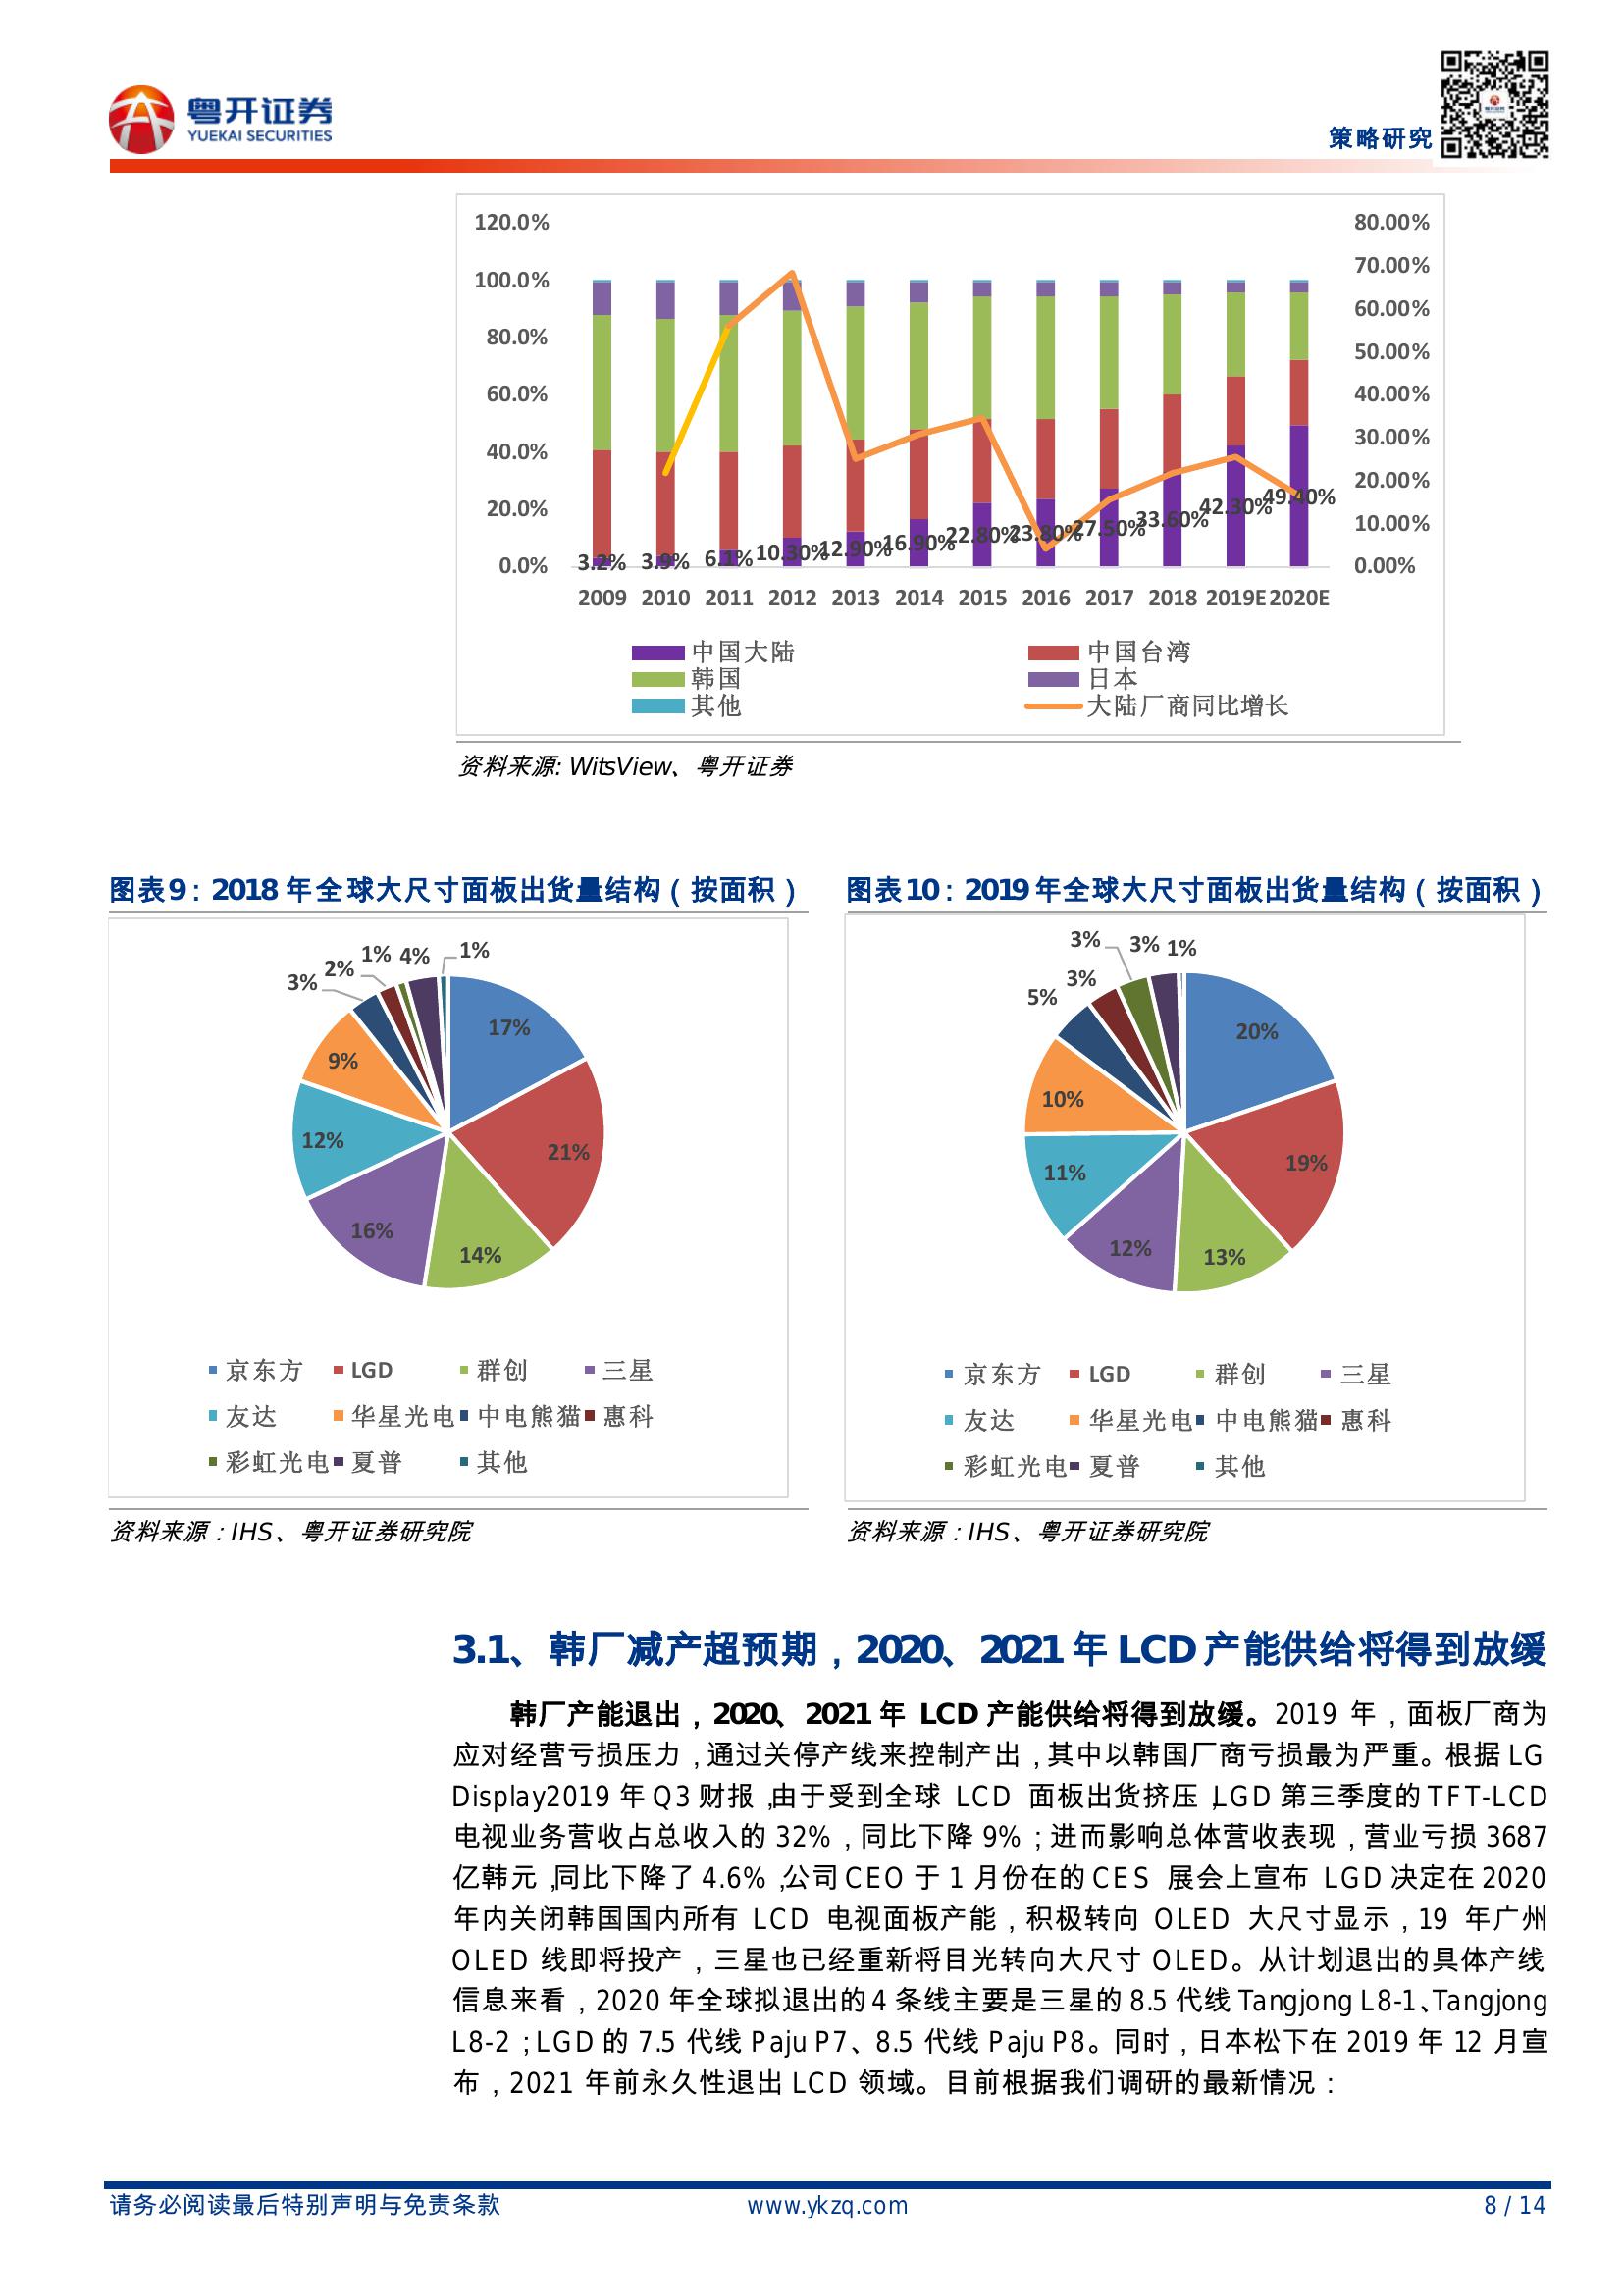 粤开证券
YUEKAI SECURITIES
策略研究
120.0%
100.0%
80.0%
60.0%
40.0%
20.0%
0.0%
80.00%
70.00%
60.00%
50.00%
40.00%
30.00%
20.00%
10.00%
0.00%
3.2% 3.9% 6.1% 10.30% 12.90% 16.90% 22.80% 23.80% 27.50% 33.60% 42.30% 49.40%
2009 2010 2011 2012 2013 2014 2015 2016 2017 2018 2019E 2020E
中国大陆 中国台湾
韩国 日本
其他 大陆厂商同比增长
资料来源: WitsView、粤开证券
图表 9：2018 年全球大尺寸面板出货量结构（按面积）
17%
21%
14%
16%
12%
9%
3%
2%
1%
4%
1%
京东方 LGD 群创 三星
友达 华星光电 中电熊猫 惠科
彩虹光电 夏普 其他
资料来源：IHS、粤开证券研究院
图表 10：2019 年全球大尺寸面板出货量结构（按面积）
20%
19%
13%
12%
11%
10%
5%
3%
3%
3%
1%
京东方 LGD 群创 三星
友达 华星光电 中电熊猫 惠科
彩虹光电 夏普 其他
资料来源：IHS、粤开证券研究院
3.1、韩厂减产超预期，2020、2021 年 LCD 产能供给将得到放缓
韩厂产能退出，2020、2021 年 LCD 产能供给将得到放缓。2019 年，面板厂商为
应对经营亏损压力，通过关停产线来控制产出，其中以韩国厂商亏损最为严重。根据 LG
Display2019 年 Q3 财报，由于受到全球 LCD 面板出货挤压，LGD 第三季度的 TFT-LCD
电视业务营收占总收入的 32%，同比下降 9%；进而影响总体营收表现，营业亏损 3687
亿韩元，同比下降了 4.6%，公司 CEO 于 1 月份在的 CES 展会上宣布 LGD 决定在 2020
年内关闭韩国国内所有 LCD 电视面板产能，积极转向 OLED 大尺寸显示，19 年广州
OLED 线即将投产，三星也已经重新将目光转向大尺寸 OLED。从计划退出的具体产线
信息来看，2020 年全球拟退出的 4 条线主要是三星的 8.5 代线 Tangjong L8-1、Tangjong
L8-2；LGD 的 7.5 代线 Paju P7、8.5 代线 Paju P8。同时，日本松下在 2019 年 12 月宣
布，2021 年前永久性退出 LCD 领域。目前根据我们调研的最新情况：
请务必阅读最后特别声明与免责条款 www.ykzq.com 8 / 14